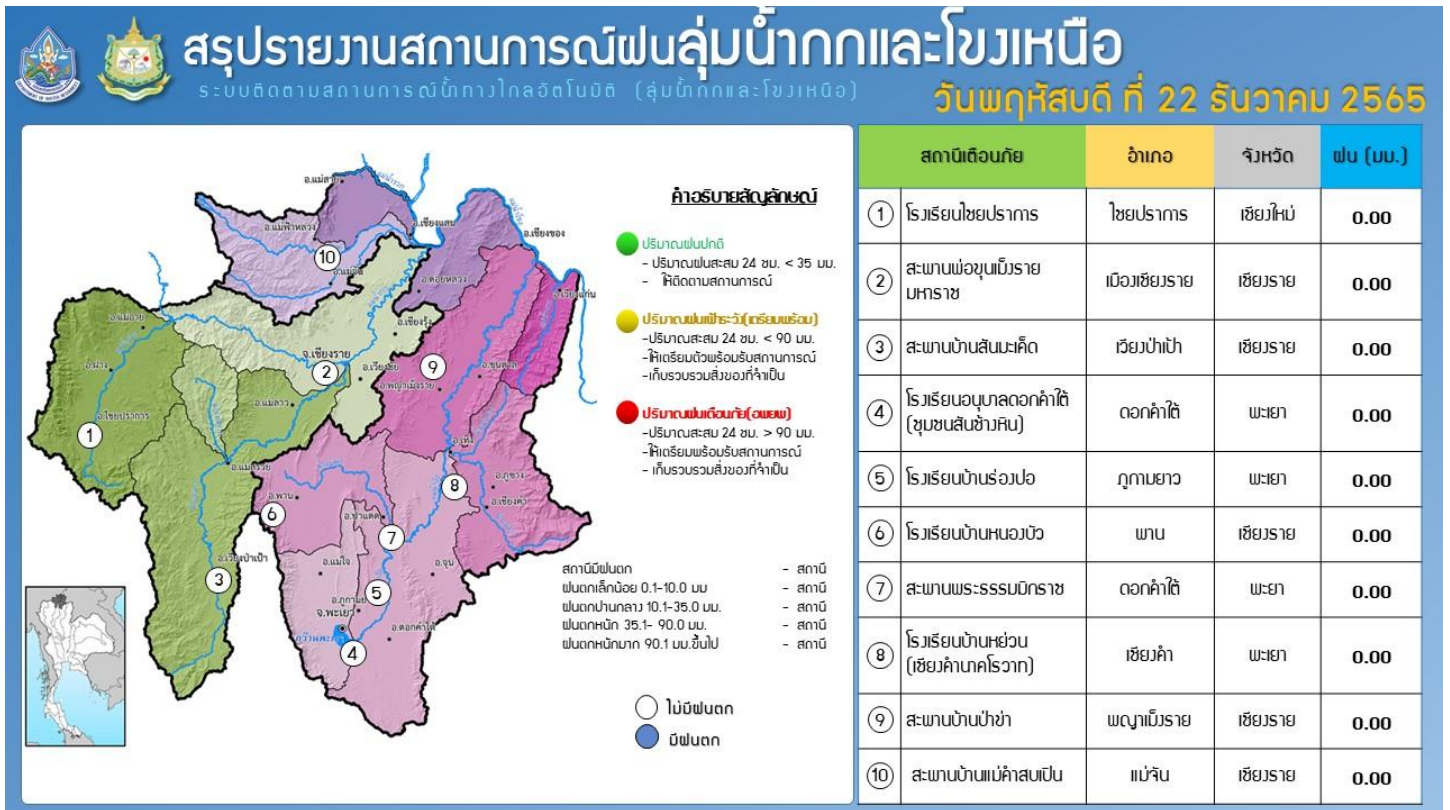 สรุปรายงานสถานการณ์ฝนลุ่มน้ำกกและโขงเหนือ
ระบบติดตามสถานการณ์น้ำทางไกลอัตโนมัติ (ลุ่มน้ำกกและโขงเหนือ)
วันพฤหัสบดี ที่ 22 ธันวาคม 2565
อ.แม่สาย
อ.แม่ฟ้าหลวง
อ.เชียงแสน
อ.เชียงของ
10
อ.แม่จัน
อ.ดอยหลวง
อ.เวียงแก่น
อ.แม่อาย
อ.เชียงรุ้ง
จ.เชียงราย
2
อ.เวียงชัย
9
อ.ขุนตาล
อ.ฝาง
อ.พญาเม็งราย
อ.ไชยปราการ
อ.แม่ลาว
1
อ.เทิง
อ.แม่สรวย
8
อ.ภูซาง
อ.พาน
อ.เชียงคำ
6
อ.ป่าแดด
7
อ.เวียงป่าเป้า
3
อ.แม่ใจ
อ.จุน
5
อ.ภูกามยาว
จ.พะเยา
กว๊านพะเยา
อ.ดอกคำใต้
4
คำอธิบายสัญลักษณ์
ปริมาณฝนปกติ
- ปริมาณฝนสะสม 24 ชม. < 35 มม.
- ให้ติดตามสถานการณ์
ปริมาณฝนเฝ้าระวัง(เตรียมพร้อม)
-ปริมาณสะสม 24 ชม. < 90 มม.
-ให้เตรียมตัวพร้อมรับสถานการณ์
-เก็บรวบรวมสิ่งของที่จำเป็น
ปริมาณฝนเตือนภัย(อพยพ)
-ปริมาณสะสม 24 ชม. > 90 มม.
-ให้เตรียมพร้อมรับสถานการณ์
- เก็บรวบรวมสิ่งของที่จำเป็น
สถานีมีฝนตก - สถานี
ฝนตกเล็กน้อย 0.1-10.0 มม - สถานี
ฝนตกปานกลาง 10.1-35.0 มม. - สถานี
ฝนตกหนัก 35.1- 90.0 มม. - สถานี
ฝนตกหนักมาก 90.1 มม.ขึ้นไป - สถานี
ไม่มีฝนตก
มีฝนตก
สถานีเตือนภัย อำเภอ จังหวัด ฝน (มม.)
1 โรงเรียนไชยปราการ ไชยปราการ เชียงใหม่ 0.00
2 สะพานพ่อขุนเม็งราย
มหาราช เมืองเชียงราย เชียงราย 0.00
3 สะพานบ้านสันมะเค็ด เวียงป่าเป้า เชียงราย 0.00
4 โรงเรียนอนุบาลดอกคำใต้
(ชุมชนสันช้างหิน) ดอกคำใต้ พะเยา 0.00
5 โรงเรียนบ้านร่องปอ ภูกามยาว พะเยา 0.00
6 โรงเรียนบ้านหนองบัว พาน เชียงราย 0.00
7 สะพานพระธรรมมิกราช ดอกคำใต้ พะเยา 0.00
8 โรงเรียนบ้านหย่วน
(เชียงคำนาคโรวาท) เชียงคำ พะเยา 0.00
9 สะพานบ้านป่าข่า พญาเม็งราย เชียงราย 0.00
10 สะพานบ้านแม่คำสบเปิน แม่จัน เชียงราย 0.00